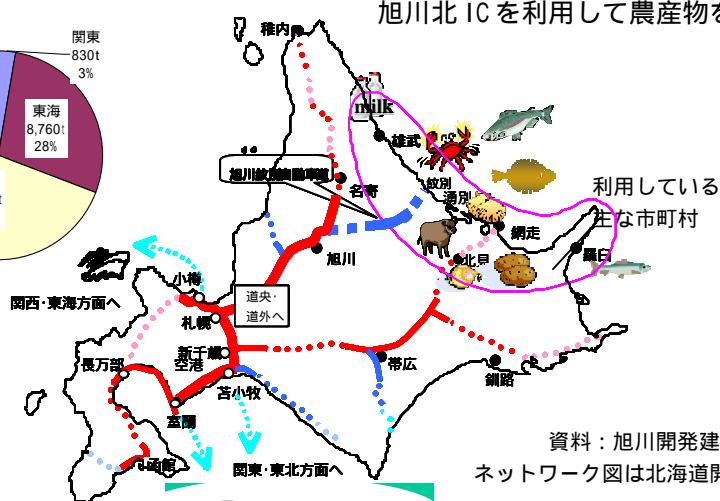 旭川北ICを利用して農産物を
関東
830t
3%
東海
8,760t
28%
t
稚内
milk
雄武
旭川紋別自動車道
名寄
紋別
湧別
利用している
主な市町村
網走
羅臼
北見
旭川
小樽
道央・
道外へ
関西・東海方面へ
札幌
新千歳
空港
長万部
帯広
釧路
苫小牧
室蘭
函館
関東・東北方面へ
資料：旭川開発建
ネットワーク図は北海道開